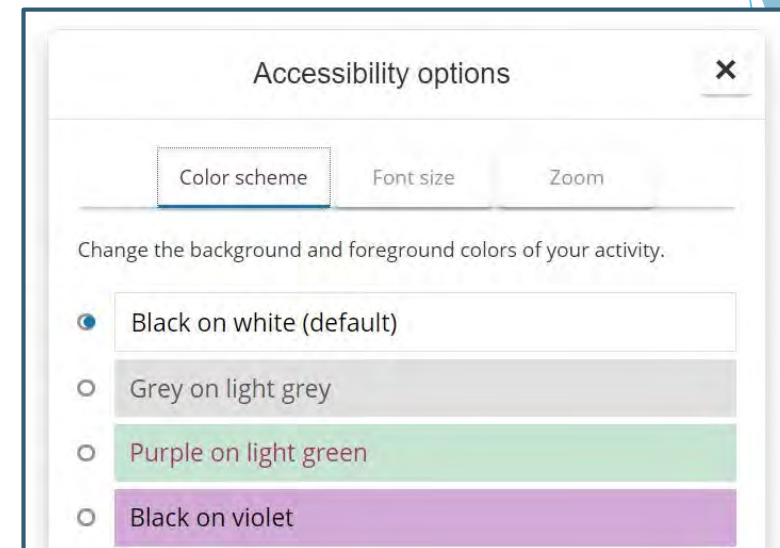 Accessibility options
Color scheme Font size Zoom
Change the background and foreground colors of your activity.
Black on white (default)
Grey on light grey
Purple on light green
Black on violet